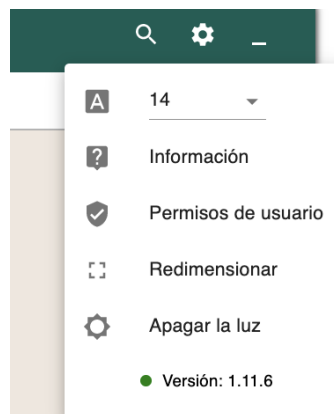 A 14
Información
Permisos de usuario
Redimensionar
Apagar la luz
Versión: 1.11.6